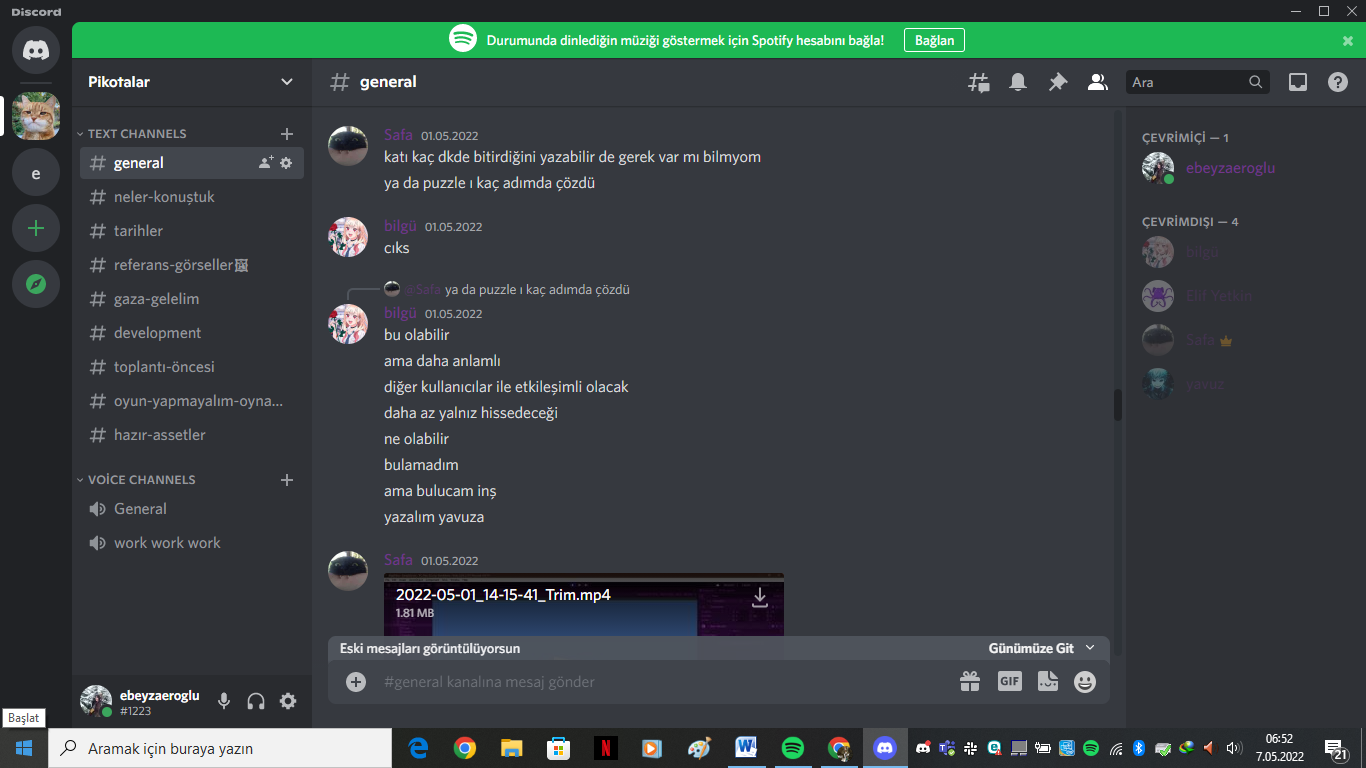 Discord
Durumunda dinlediğin müziği göstermek için Spotify hesabını bağla!
Bağlan
Pikotalar
general
Ara
TEXT CHANNELS
general
neler-konuştuk
tarihler
referans-görseller
gaza-gelelim
development
toplantı-öncesi
oyun-yapmayalım-oyna...
hazır-assetler
VOİCE CHANNELS
General
work work work
e
Safa 01.05.2022
katı kaç dkde bitirdiğini yazabilir de gerek var mı bilmyom
ya da puzzle ı kaç adımda çözdü
bilgü 01.05.2022
cıks
@Safa ya da puzzle ı kaç adımda çözdü
bilgü 01.05.2022
bu olabilir
ama daha anlamlı
diğer kullanıcılar ile etkileşimli olacak
daha az yalnız hissedeceği
ne olabilir
bulamadım
ama bulucam inş
yazalım yavuza
Safa 01.05.2022
2022-05-01_14-15-41_Trim.mp4
1.81 MB
Eski mesajları görüntülüyorsun
Günümüze Git
#general kanalına mesaj gönder
GIF
ÇEVRİMİÇİ — 1
ebeyzaeroglu
ÇEVRİMDIŞI — 4
bilgü
Elif Yetkin
Safa
yavuz
ebeyzaeroglu
#1223
Başlat
Aramak için buraya yazın
06:52
7.05.2022
21